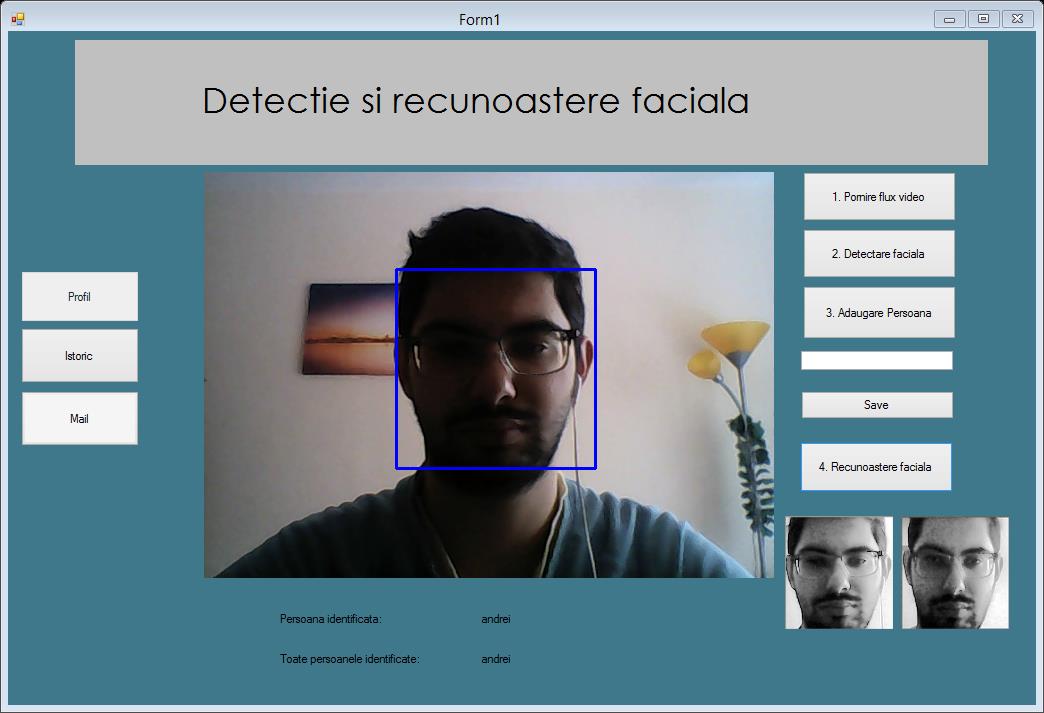 Form1
Detectie si recunoastere faciala
1. Pornire flux video
2. Detectare faciala
3. Adaugare Persoana
Save
4. Recunoastere faciala
Profil
Istoric
Mail
Persoana identificata: andrei
Toate persoanele identificate: andrei